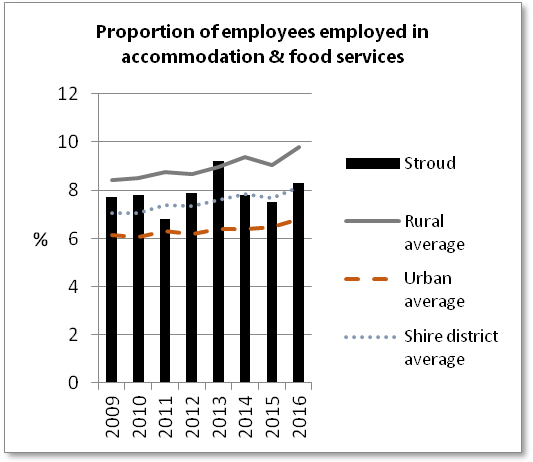 Proportion of employees employed in
accommodation & food services
12
10
8
6
4
2
0
%
2009
2010
2011
2012
2013
2014
2015
2016
Stroud
Rural
average
Urban
average
Shire district
average